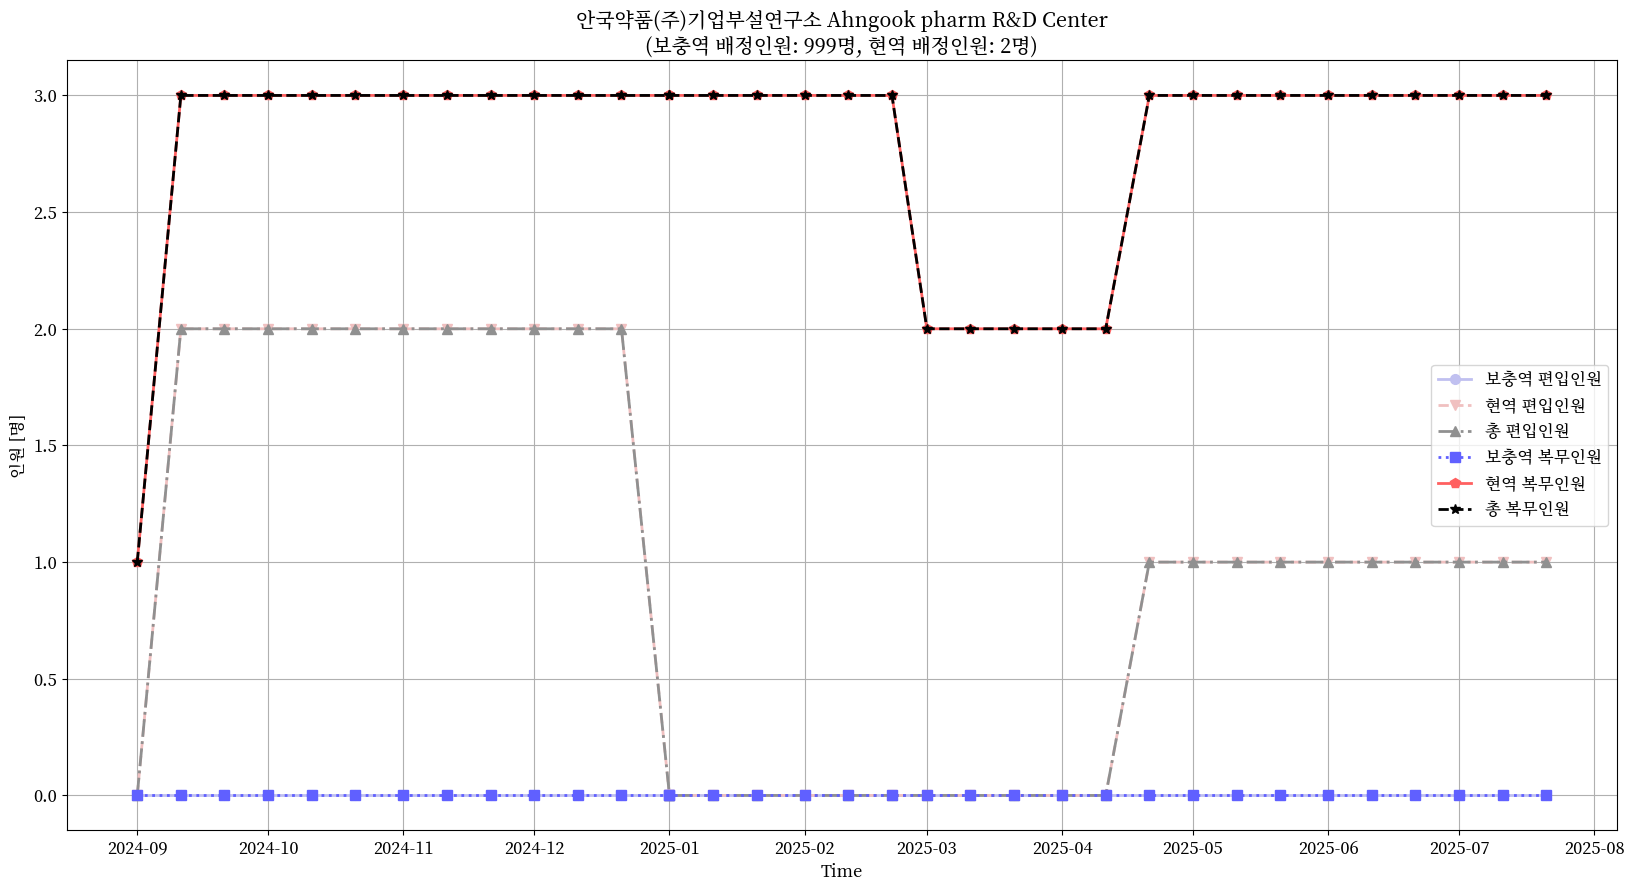 안국약품(주)기업부설연구소 Ahngook pharm R&D Center
(보충역 배정인원: 999명, 현역 배정인원: 2명)
3.0
2.5
2.0
1.5
1.0
0.5
0.0
인원 [명]
보충역 편입인원
현역 편입인원
총 편입인원
보충역 복무인원
현역 복무인원
총 복무인원
2024-09 2024-10 2024-11 2024-12 2025-01 2025-02 2025-03 2025-04 2025-05 2025-06 2025-07 2025-08
Time